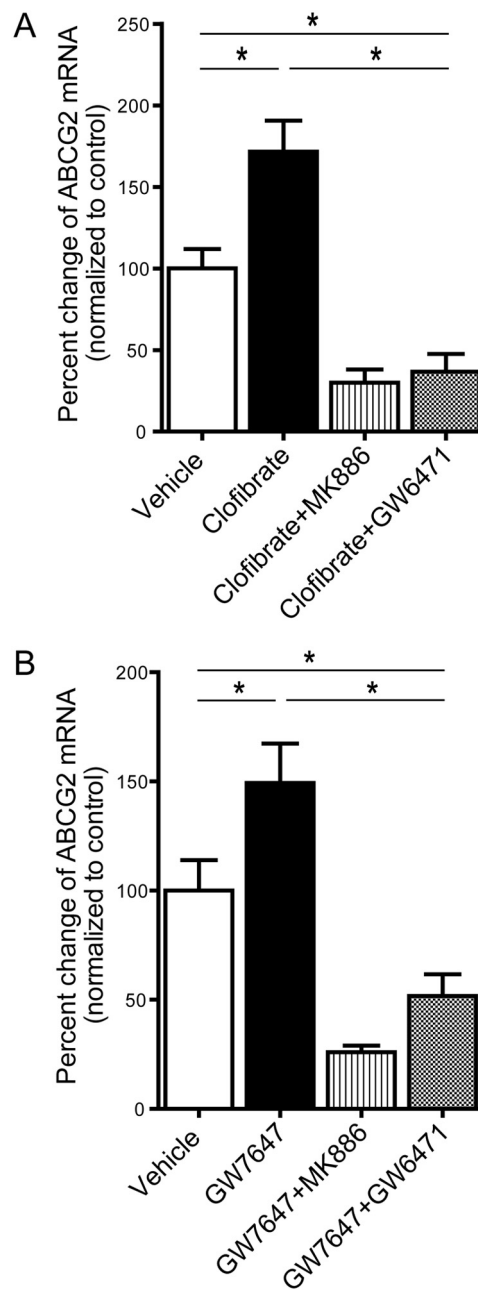 A
Percent change of ABCG2 mRNA
(normalized to control)
250
200
150
100
50
0
*
*
*
Vehicle
Clofibrate
Clofibrate+MK886
Clofibrate+GW6471
B
Percent change of ABCG2 mRNA
(normalized to control)
200
150
100
50
0
*
*
*
Vehicle
GW7647
GW7647+MK886
GW7647+GW6471